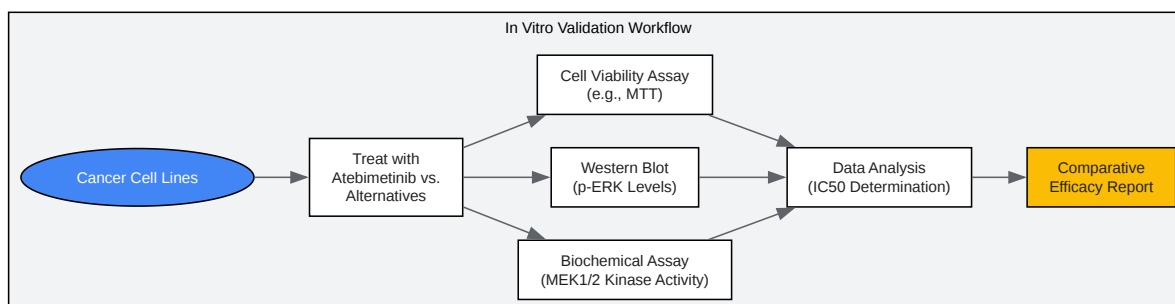 In Vitro Validation Workflow
Cancer Cell Lines
Treat with
Atebimetinib vs.
Alternatives
Cell Viability Assay
(e.g., MTT)
Western Blot
(p-ERK Levels)
Biochemical Assay
(MEK1/2 Kinase Activity)
Data Analysis
(IC50 Determination)
Comparative
Efficacy Report